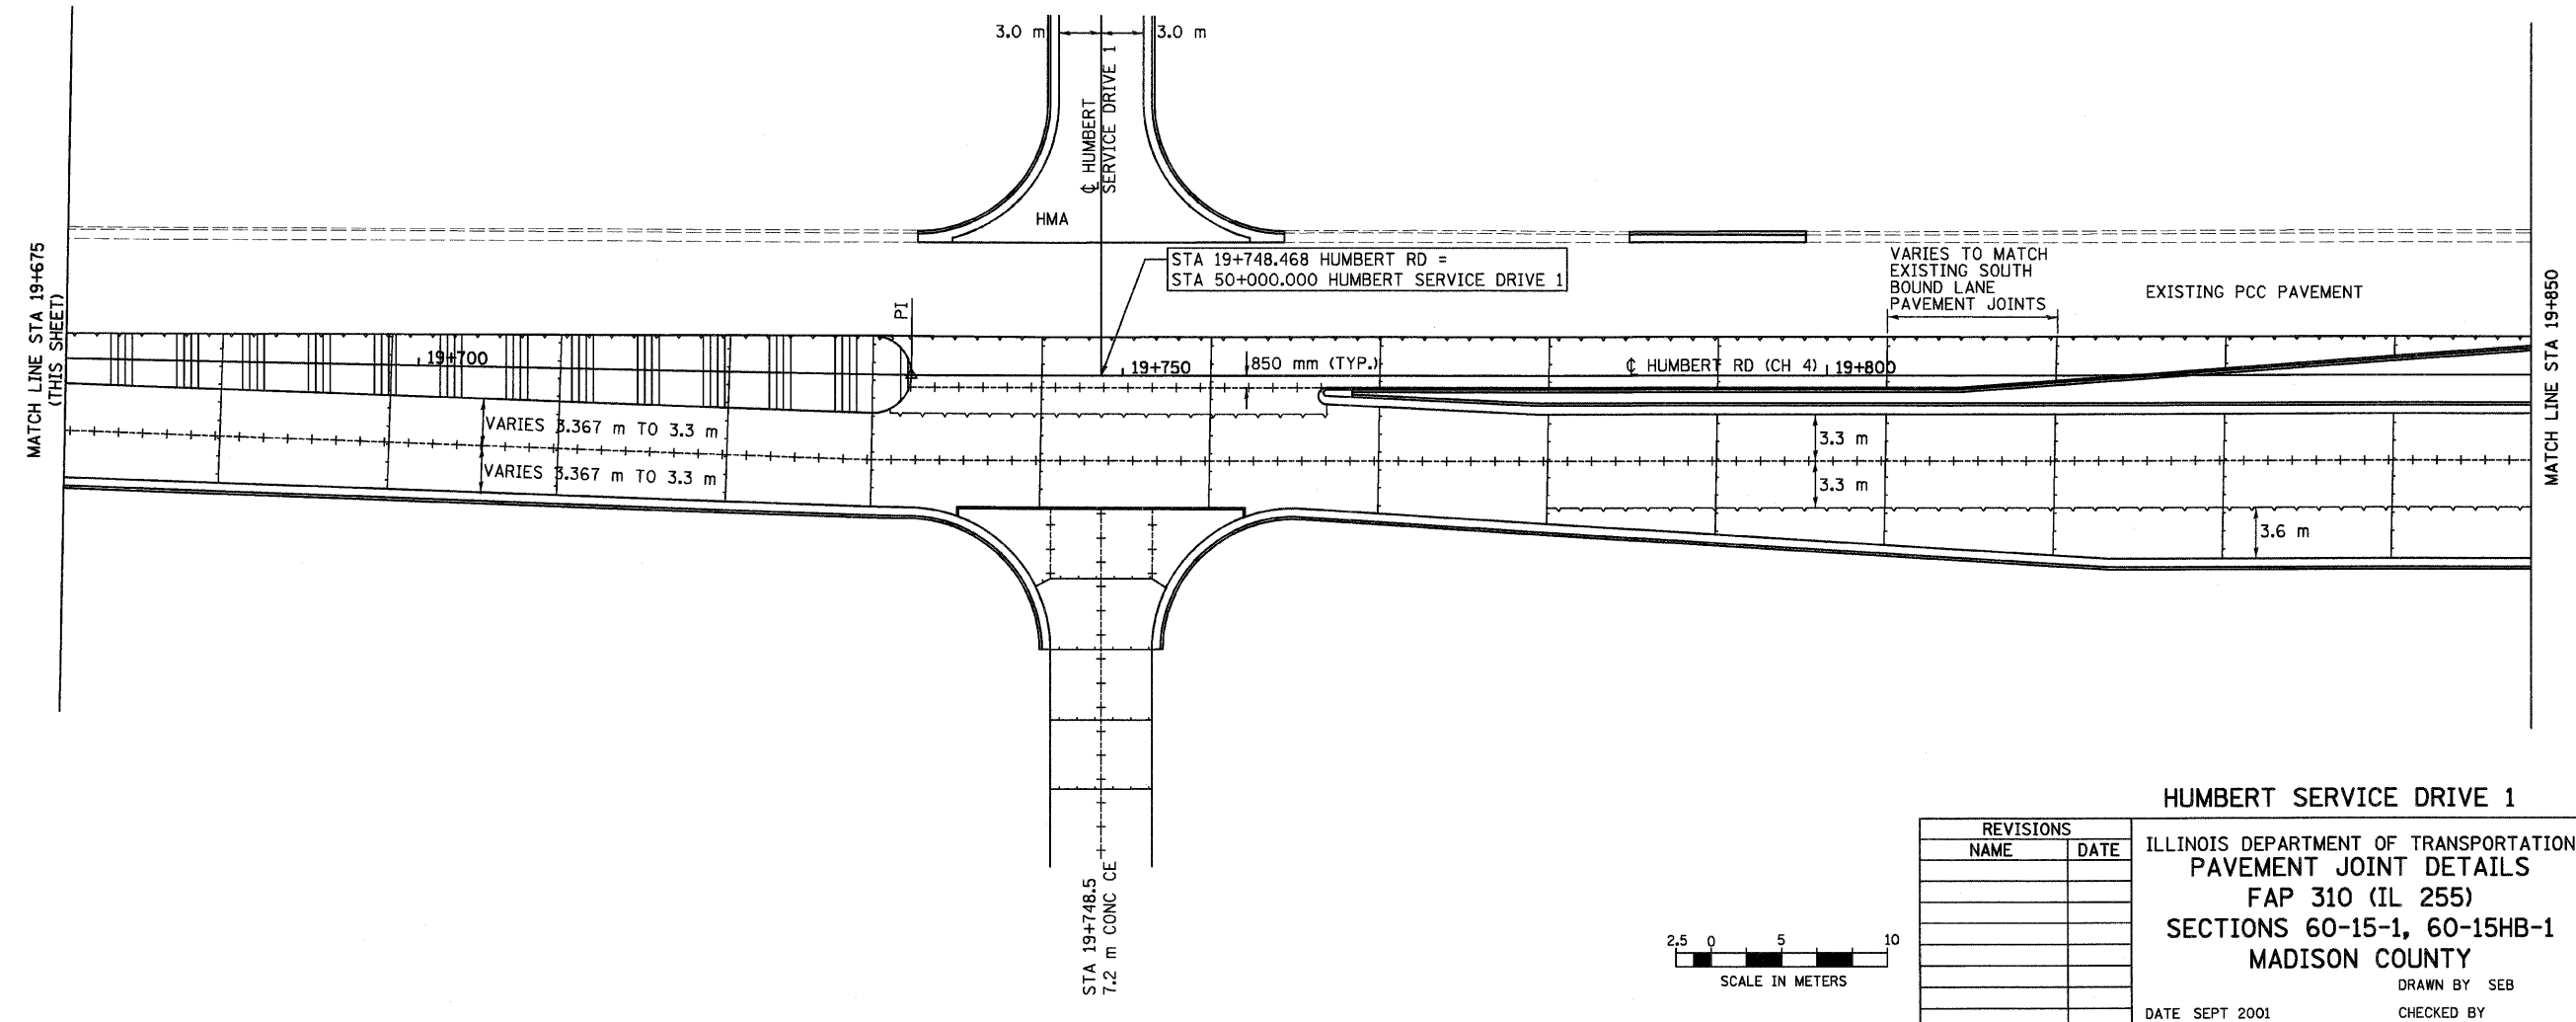 3.0 m
3.0 m
℄ HUMBERT
SERVICE DRIVE 1
HMA
MATCH LINE STA 19+675
(THIS SHEET)
STA 19+748.468 HUMBERT RD =
STA 50+000.000 HUMBERT SERVICE DRIVE 1
VARIES TO MATCH
EXISTING SOUTH
BOUND LANE
PAVEMENT JOINTS
EXISTING PCC PAVEMENT
MATCH LINE STA 19+850
PI
19+700
19+750
850 mm (TYP.)
℄ HUMBERT RD (CH 4)
19+800
VARIES 3.367 m TO 3.3 m
VARIES 3.367 m TO 3.3 m
3.3 m
3.3 m
3.6 m
STA 19+748.5
7.2 m CONC CE
2.5 0 5 10
SCALE IN METERS
HUMBERT SERVICE DRIVE 1
REVISIONS
NAME DATE
ILLINOIS DEPARTMENT OF TRANSPORTATION
PAVEMENT JOINT DETAILS
FAP 310 (IL 255)
SECTIONS 60-15-1, 60-15HB-1
MADISON COUNTY
DRAWN BY SEB
DATE SEPT 2001
CHECKED BY